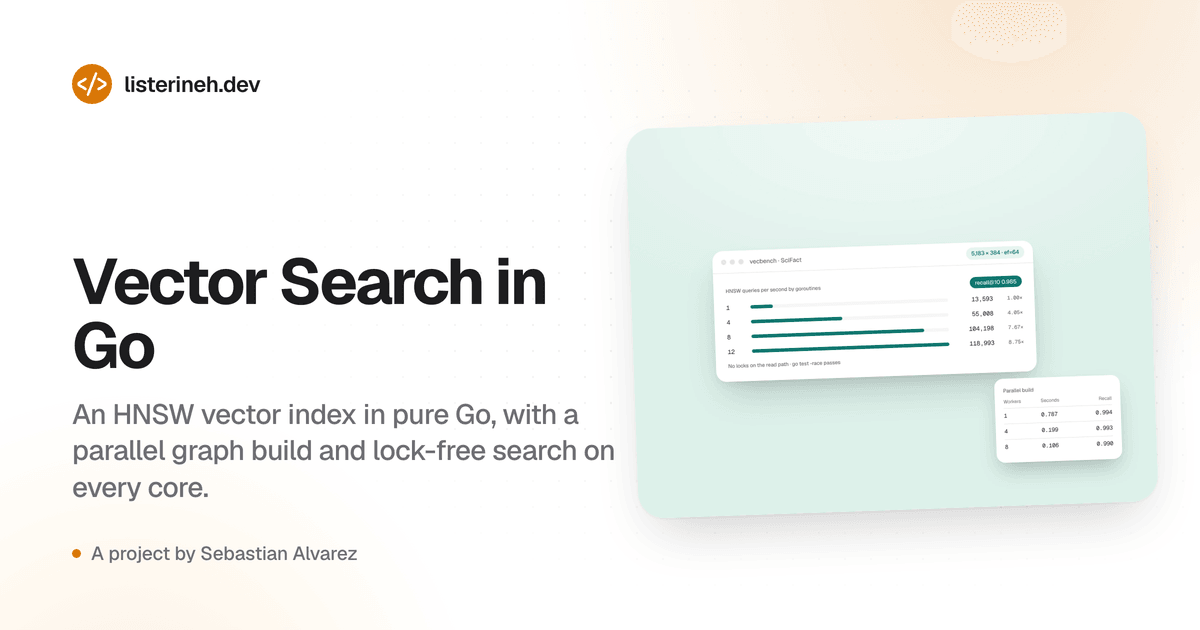 </> listerineh.dev
Vector Search in
Go
An HNSW vector index in pure Go, with a
parallel graph build and lock-free search on
every core.
A project by Sebastian Alvarez
vecbench · SciFact
5,183 × 384 · ef=64
HNSW queries per second by goroutines
recall@10 0.985
1 13,593 1.00×
4 55,008 4.05×
8 104,198 7.67×
12 118,993 8.75×
No locks on the read path · go test -race passes
Parallel build
Workers Seconds Recall
1 0.787 0.994
4 0.199 0.993
8 0.106 0.990